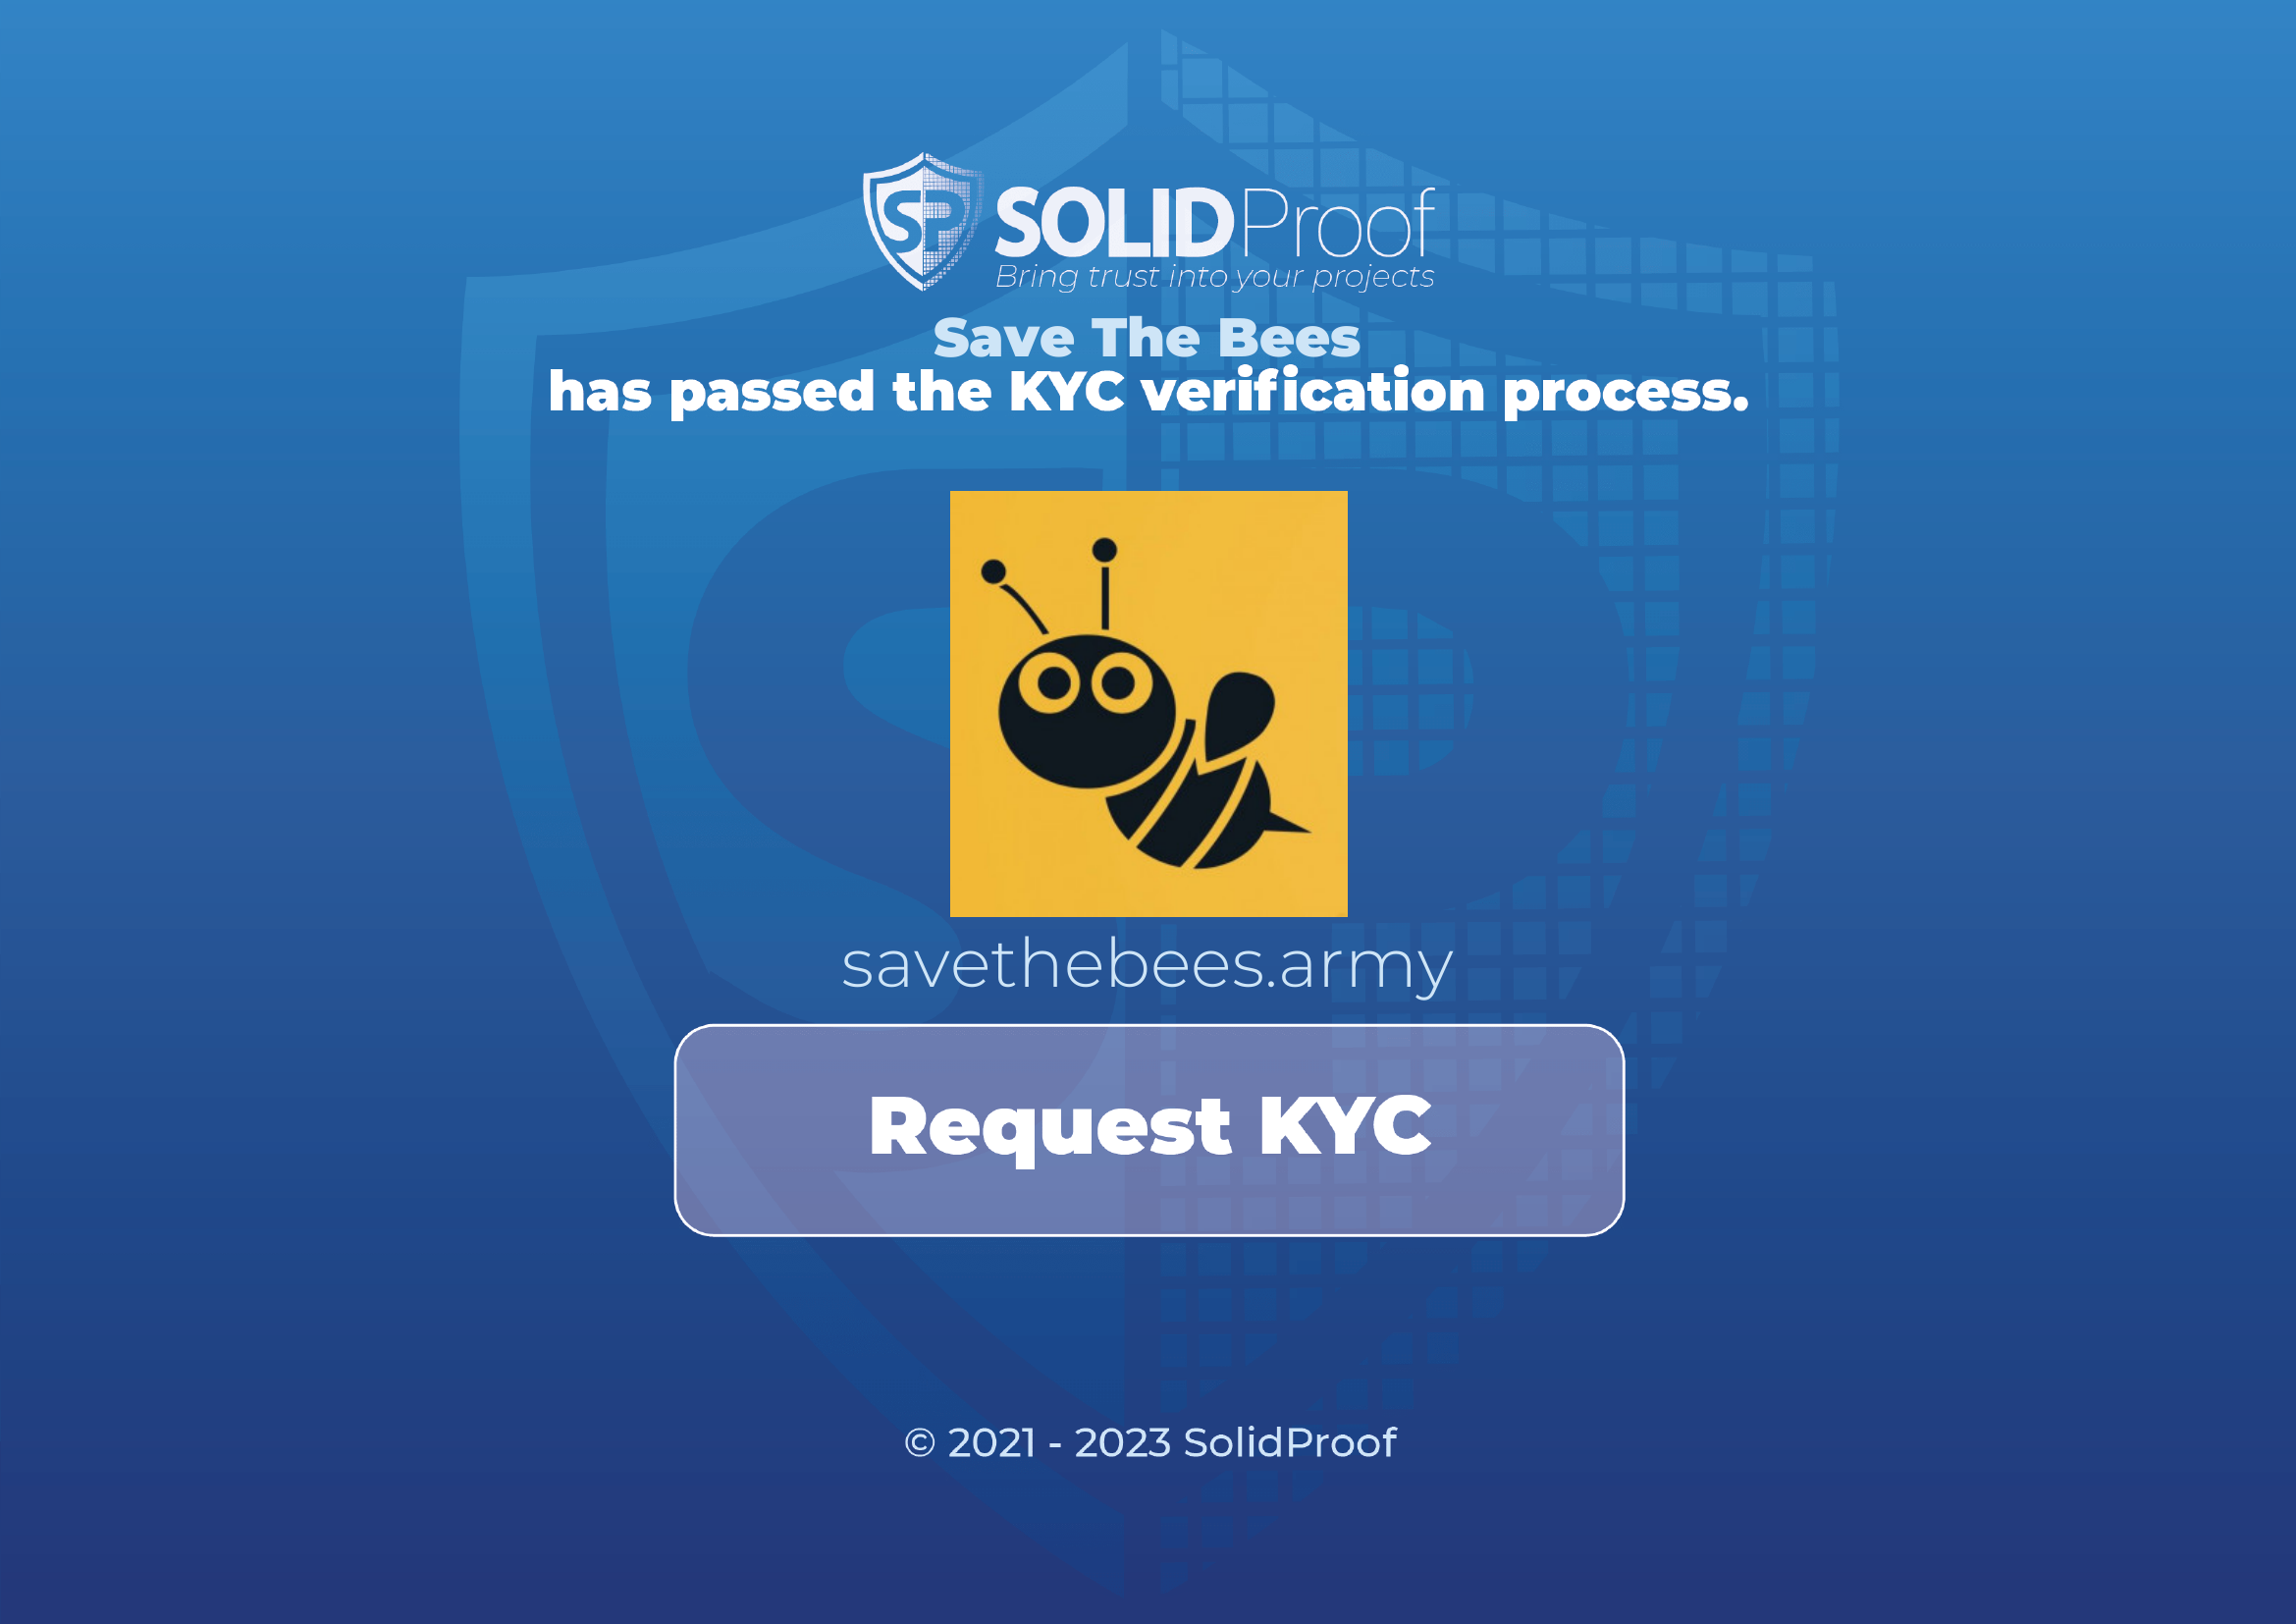 SP SOLIDProof
Bring trust into your projects
Save The Bees
has passed the KYC verification process.
savethebees.army
Request KYC
© 2021 - 2023 SolidProof